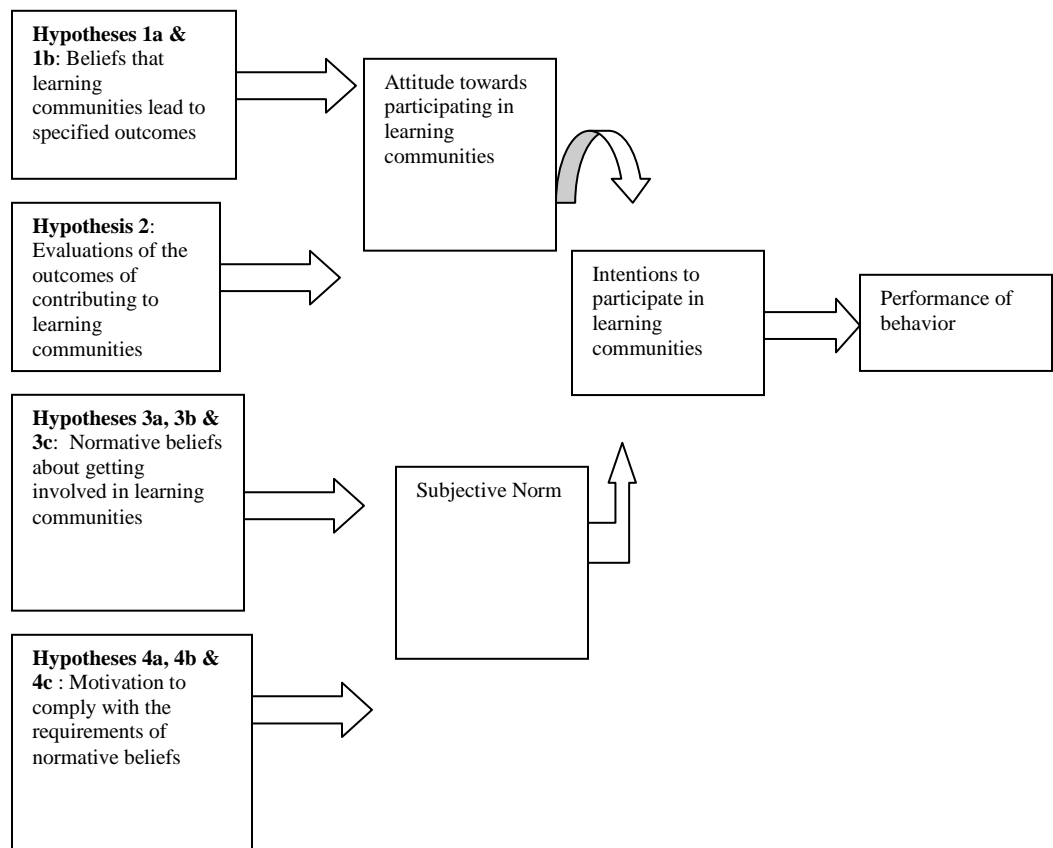 Hypotheses 1a &
1b: Beliefs that
learning
communities lead to
specified outcomes
Attitude towards
participating in
learning
communities
Hypothesis 2:
Evaluations of the
outcomes of
contributing to
learning
communities
Intentions to
participate in
learning
communities
Performance of
behavior
Hypotheses 3a, 3b &
3c:  Normative beliefs
about getting
involved in learning
communities
Subjective Norm
Hypotheses 4a, 4b &
4c : Motivation to
comply with the
requirements of
normative beliefs